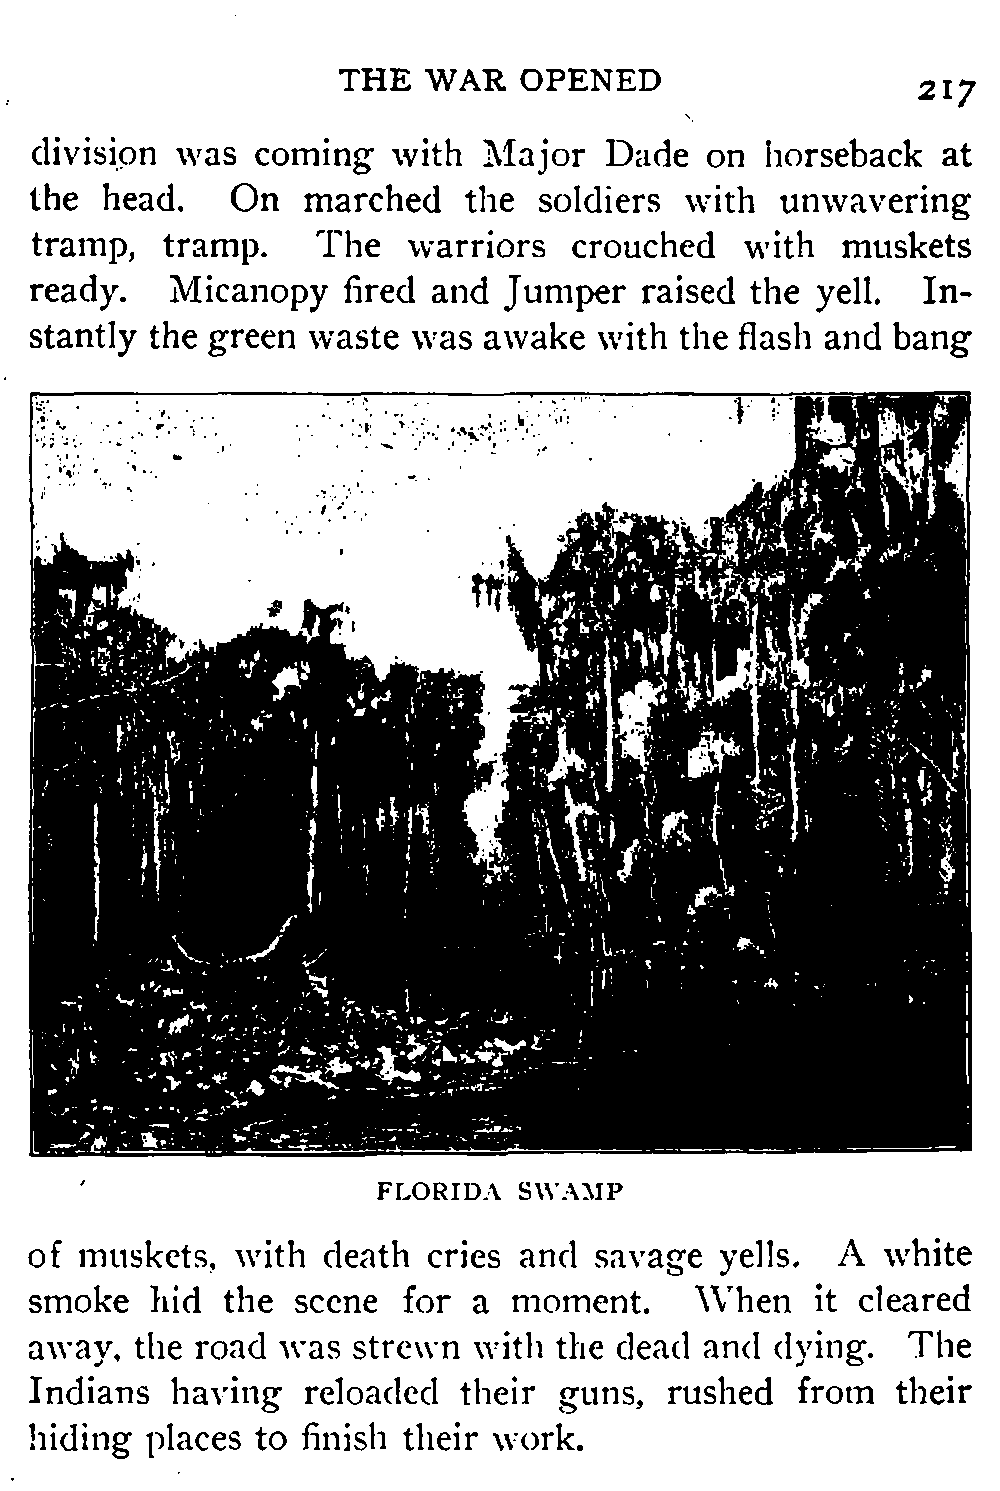 THE WAR OPENED 217
division was coming with Major Dade on horseback at
the head. On marched the soldiers with unwavering
tramp, tramp. The warriors crouched with muskets
ready. Micanopy fired and Jumper raised the yell. In-
stantly the green waste was awake with the flash and bang
FLORIDA SWAMP
of muskets, with death cries and savage yells. A white
smoke hid the scene for a moment. When it cleared
away, the road was strewn with the dead and dying. The
Indians having reloaded their guns, rushed from their
hiding places to finish their work.